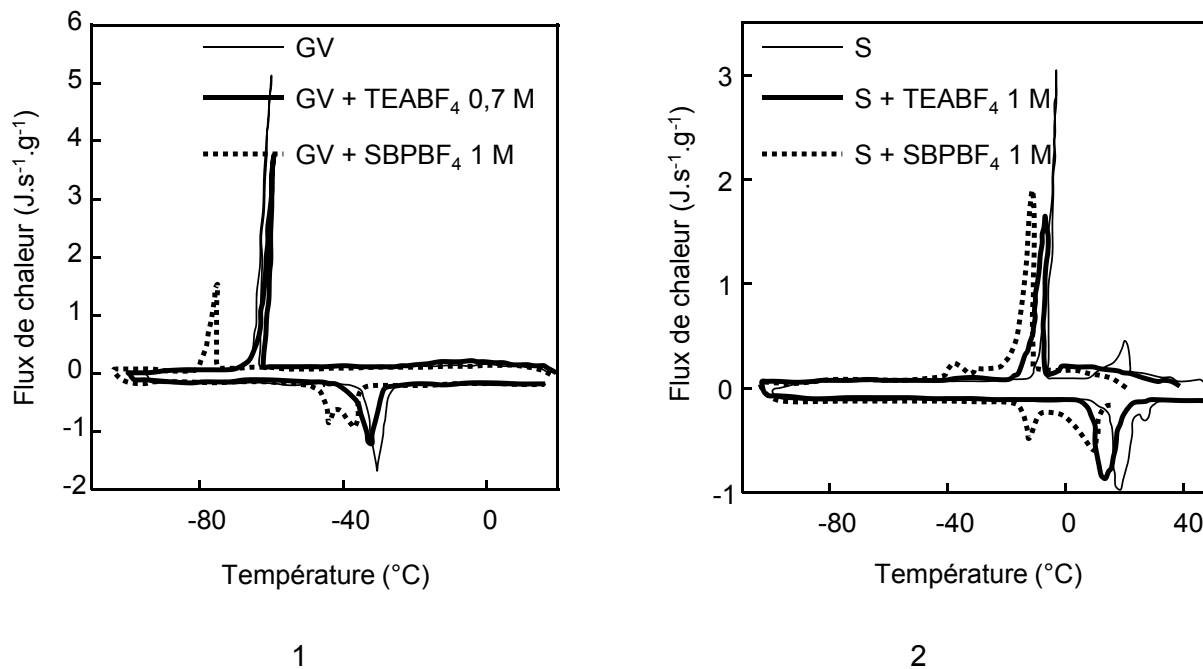 6
5
4
3
2
1
0
-1
-2
-80
-40
0
Flux de chaleur (J.s⁻¹.g⁻¹)
Température (°C)
GV
GV + TEABF₄ 0,7 M
GV + SBPBF₄ 1 M
1
3
2
1
0
-1
-80
-40
0
40
Flux de chaleur (J.s⁻¹.g⁻¹)
Température (°C)
S
S + TEABF₄ 1 M
S + SBPBF₄ 1 M
2